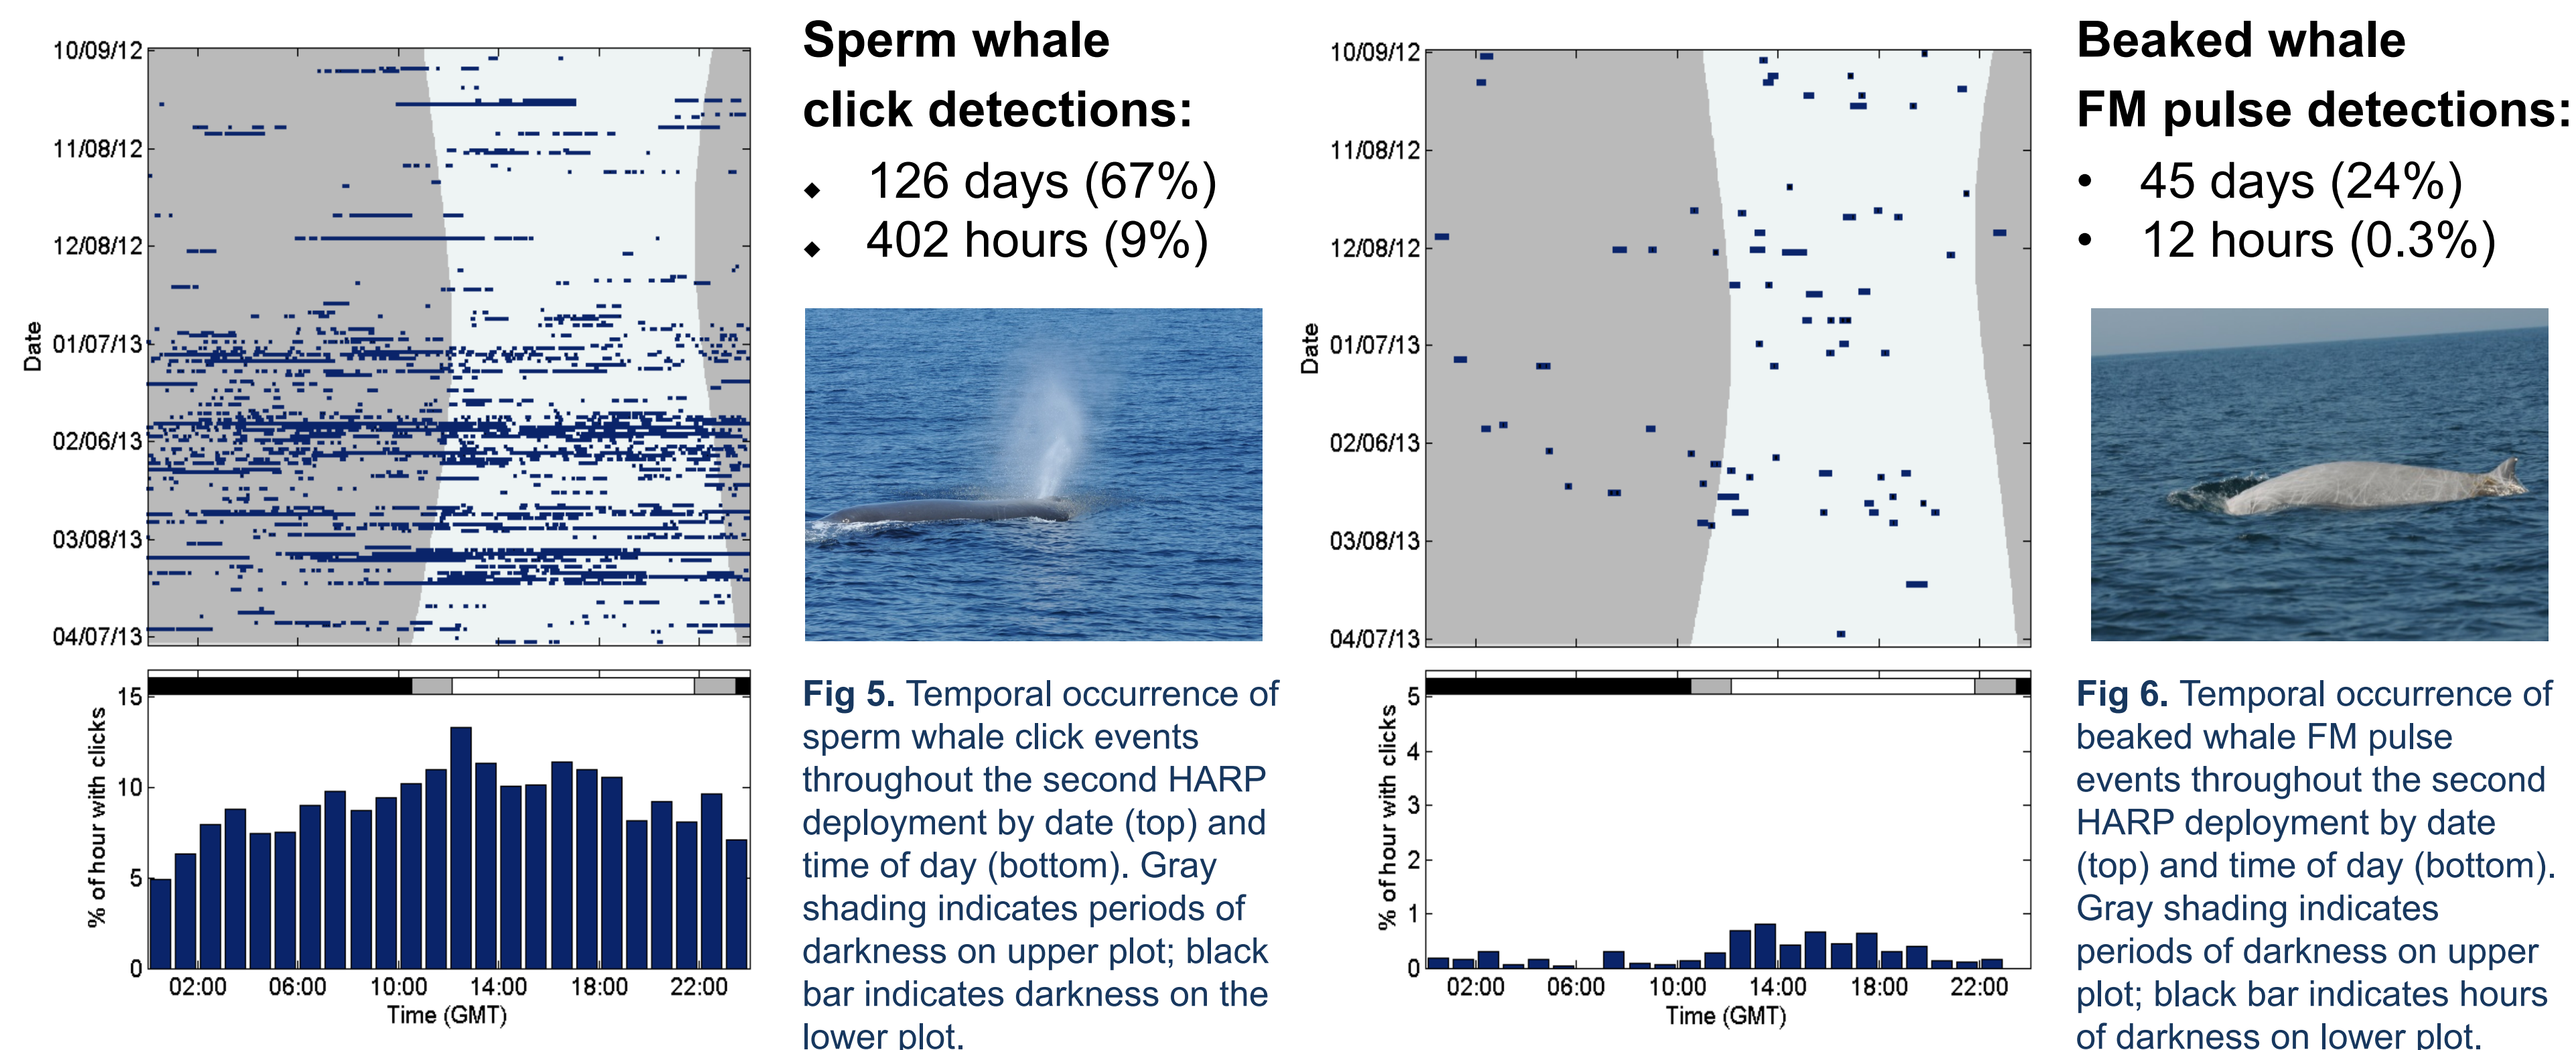 Sperm whale
click detections:
◆ 126 days (67%)
◆ 402 hours (9%)
Date
10/09/12
11/08/12
12/08/12
01/07/13
02/06/13
03/08/13
04/07/13
% of hour with clicks
15
10
5
0
02:00 06:00 10:00 14:00 18:00 22:00
Time (GMT)
Fig 5. Temporal occurrence of
sperm whale click events
throughout the second HARP
deployment by date (top) and
time of day (bottom). Gray
shading indicates periods of
darkness on upper plot; black
bar indicates darkness on the
lower plot.
Beaked whale
FM pulse detections:
• 45 days (24%)
• 12 hours (0.3%)
Date
10/09/12
11/08/12
12/08/12
01/07/13
02/06/13
03/08/13
04/07/13
% of hour with clicks
5
4
3
2
1
0
02:00 06:00 10:00 14:00 18:00 22:00
Time (GMT)
Fig 6. Temporal occurrence of
beaked whale FM pulse
events throughout the second
HARP deployment by date
(top) and time of day (bottom).
Gray shading indicates
periods of darkness on upper
plot; black bar indicates hours
of darkness on lower plot.